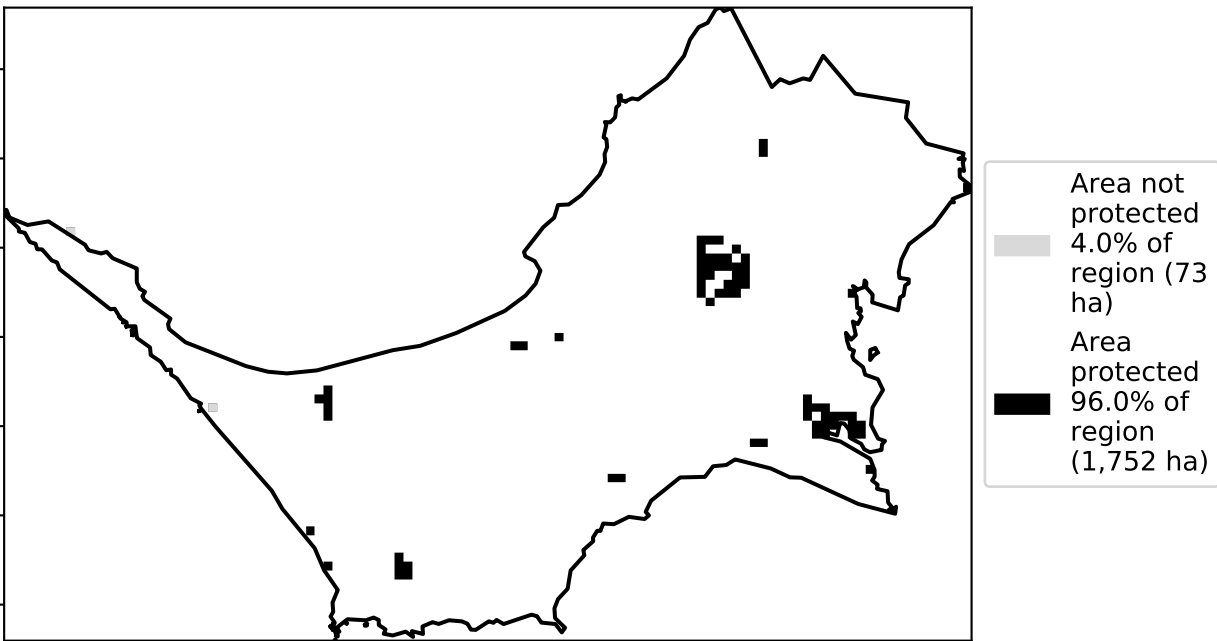 Area not
protected
4.0% of
region (73
ha)
Area
protected
96.0% of
region
(1,752 ha)